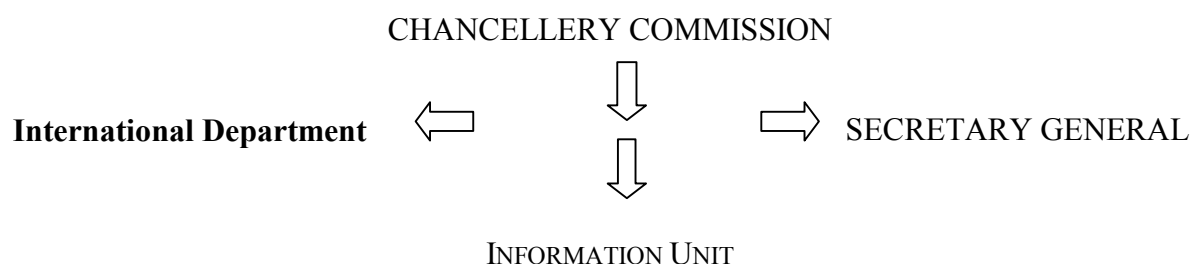 CHANCELLERY COMMISSION
International Department
SECRETARY GENERAL
INFORMATION UNIT